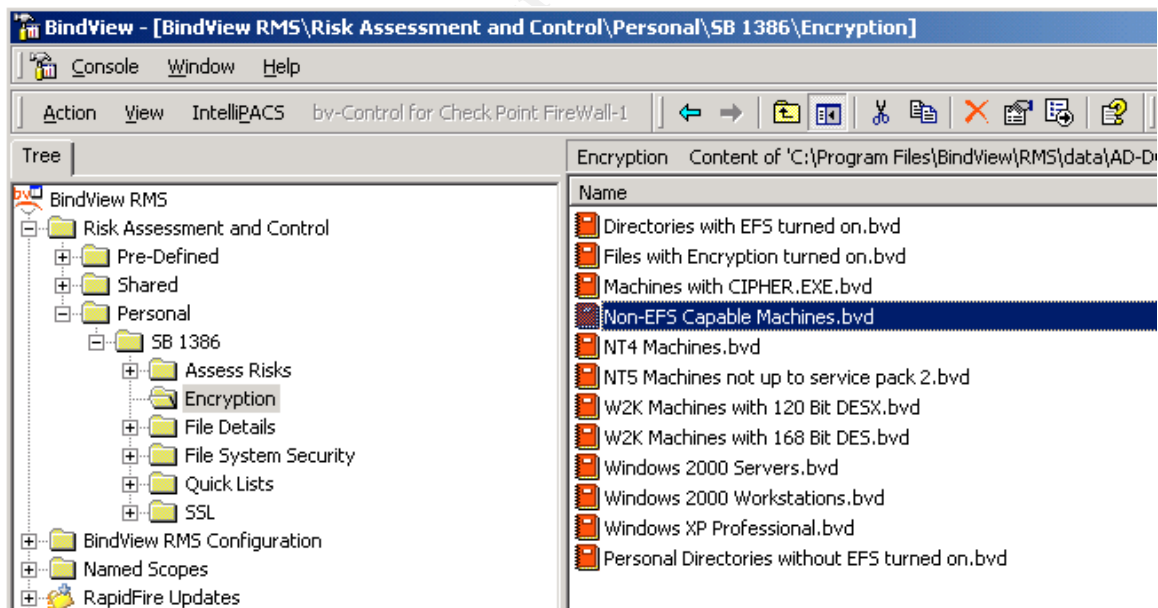 BindView - [BindView RMS\Risk Assessment and Control\Personal\SB 1386\Encryption]
Console Window Help
Action View IntelliPACS bv-Control for Check Point FireWall-1
Tree
Encryption Content of 'C:\Program Files\BindView\RMS\data\AD-D
BindView RMS
Risk Assessment and Control
Pre-Defined
Shared
Personal
SB 1386
Assess Risks
Encryption
File Details
File System Security
Quick Lists
SSL
BindView RMS Configuration
Named Scopes
RapidFire Updates
Name
Directories with EFS turned on.bvd
Files with Encryption turned on.bvd
Machines with CIPHER.EXE.bvd
Non-EFS Capable Machines.bvd
NT4 Machines.bvd
NT5 Machines not up to service pack 2.bvd
W2K Machines with 120 Bit DESX.bvd
W2K Machines with 168 Bit DES.bvd
Windows 2000 Servers.bvd
Windows 2000 Workstations.bvd
Windows XP Professional.bvd
Personal Directories without EFS turned on.bvd